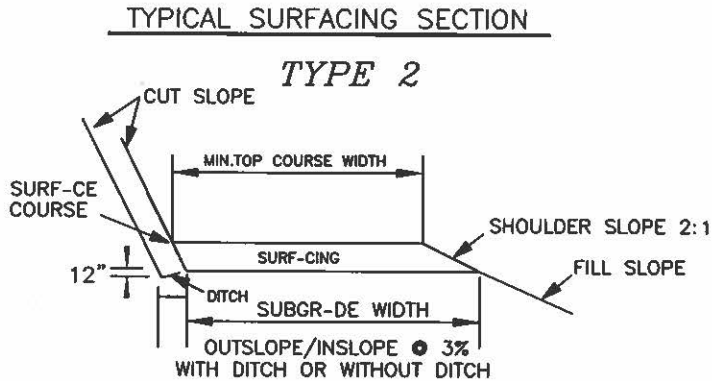 TYPICAL SURFACING SECTION
TYPE 2
CUT SLOPE
MIN.TOP COURSE WIDTH
SURF-CE
COURSE
SHOULDER SLOPE 2:1
SURF-CING
FILL SLOPE
12"
DITCH
SUBGR-DE WIDTH
OUTSLOPE/INSLOPE @ 3%
WITH DITCH OR WITHOUT DITCH